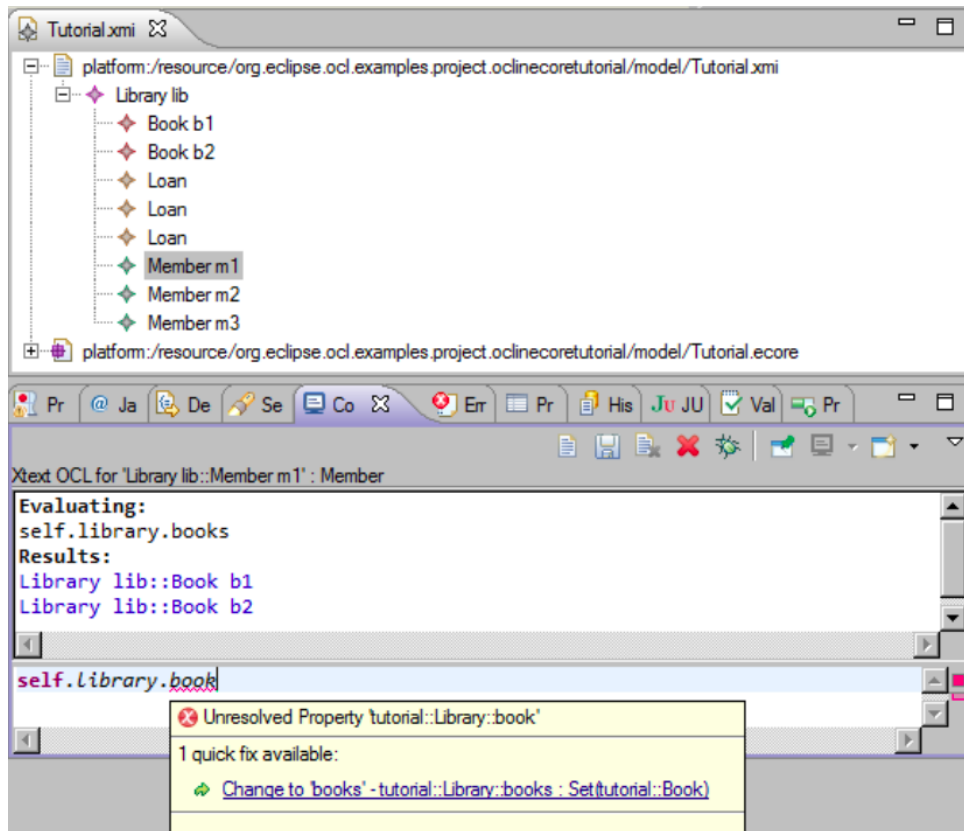 Tutorial.xmi
platform:/resource/org.eclipse.ocl.examples.project.oclinecoretutorial/model/Tutorial.xmi
Library lib
Book b1
Book b2
Loan
Loan
Loan
Member m1
Member m2
Member m3
platform:/resource/org.eclipse.ocl.examples.project.oclinecoretutorial/model/Tutorial.ecore
Pr @ Ja De Se Co Err Pr His Ju JU Val Pr
Xtext OCL for 'Library lib::Member m1' : Member
Evaluating:
self.library.books
Results:
Library lib::Book b1
Library lib::Book b2
self.library.book
Unresolved Property 'tutorial::Library::book'
1 quick fix available:
Change to 'books' - tutorial::Library::books : Set(tutorial::Book)